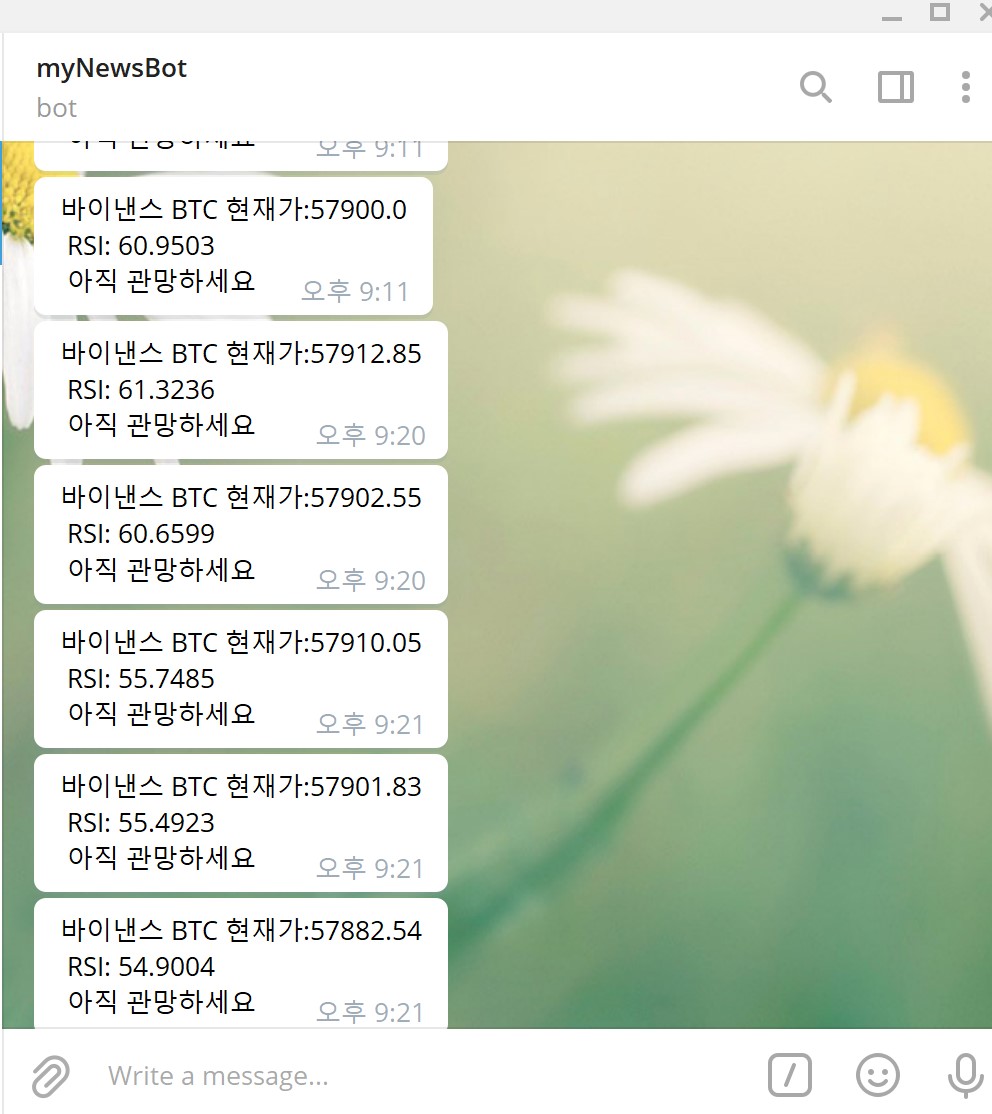 myNewsBot
bot
아직 관망하세요
오후 9:11
바이낸스 BTC 현재가:57900.0
RSI: 60.9503
아직 관망하세요
오후 9:11
바이낸스 BTC 현재가:57912.85
RSI: 61.3236
아직 관망하세요
오후 9:20
바이낸스 BTC 현재가:57902.55
RSI: 60.6599
아직 관망하세요
오후 9:20
바이낸스 BTC 현재가:57910.05
RSI: 55.7485
아직 관망하세요
오후 9:21
바이낸스 BTC 현재가:57901.83
RSI: 55.4923
아직 관망하세요
오후 9:21
바이낸스 BTC 현재가:57882.54
RSI: 54.9004
아직 관망하세요
오후 9:21
Write a message...